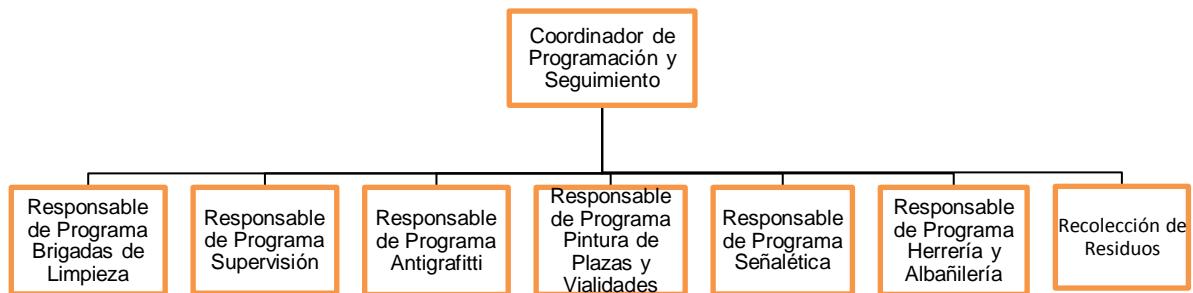 Coordinador de
Programación y
Seguimiento
Responsable
de Programa
Brigadas de
Limpieza
Responsable
de Programa
Supervisión
Responsable
de Programa
Antigrafitti
Responsable
de Programa
Pintura de
Plazas y
Vialidades
Responsable
de Programa
Señalética
Responsable
de Programa
Herrería y
Albañilería
Recolección de
Residuos